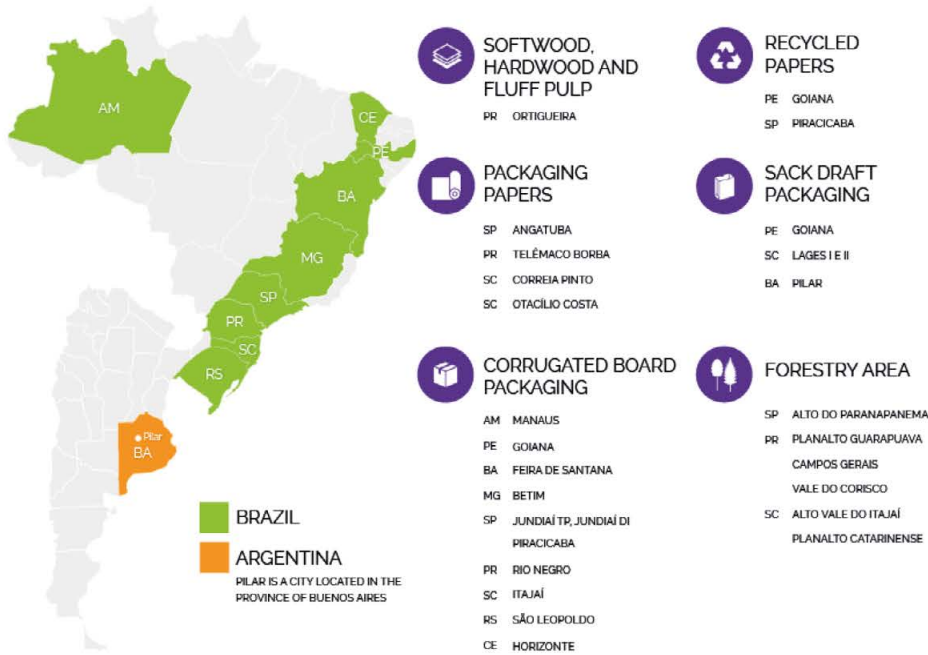 AM
CE
PE
BA
MG
SP
PR
SC
RS
Pilar
BA
BRAZIL
ARGENTINA
PILAR IS A CITY LOCATED IN THE
PROVINCE OF BUENOS AIRES
SOFTWOOD,
HARDWOOD AND
FLUFF PULP
PR ORTIGUEIRA
PACKAGING
PAPERS
SP ANGATUBA
PR TELÊMACO BORBA
SC CORREIA PINTO
SC OTACÍLIO COSTA
CORRUGATED BOARD
PACKAGING
AM MANAUS
PE GOIANA
BA FEIRA DE SANTANA
MG BETIM
SP JUNDIAÍ TP, JUNDIAÍ DI
PIRACICABA
PR RIO NEGRO
SC ITAJAÍ
RS SÃO LEOPOLDO
CE HORIZONTE
RECYCLED
PAPERS
PE GOIANA
SP PIRACICABA
SACK DRAFT
PACKAGING
PE GOIANA
SC LAGES I E II
BA PILAR
FORESTRY AREA
SP ALTO DO PARANAPANEMA
PR PLANALTO GUARAPUAVA
CAMPOS GERAIS
VALE DO CORISCO
SC ALTO VALE DO ITAJAÍ
PLANALTO CATARINENSE